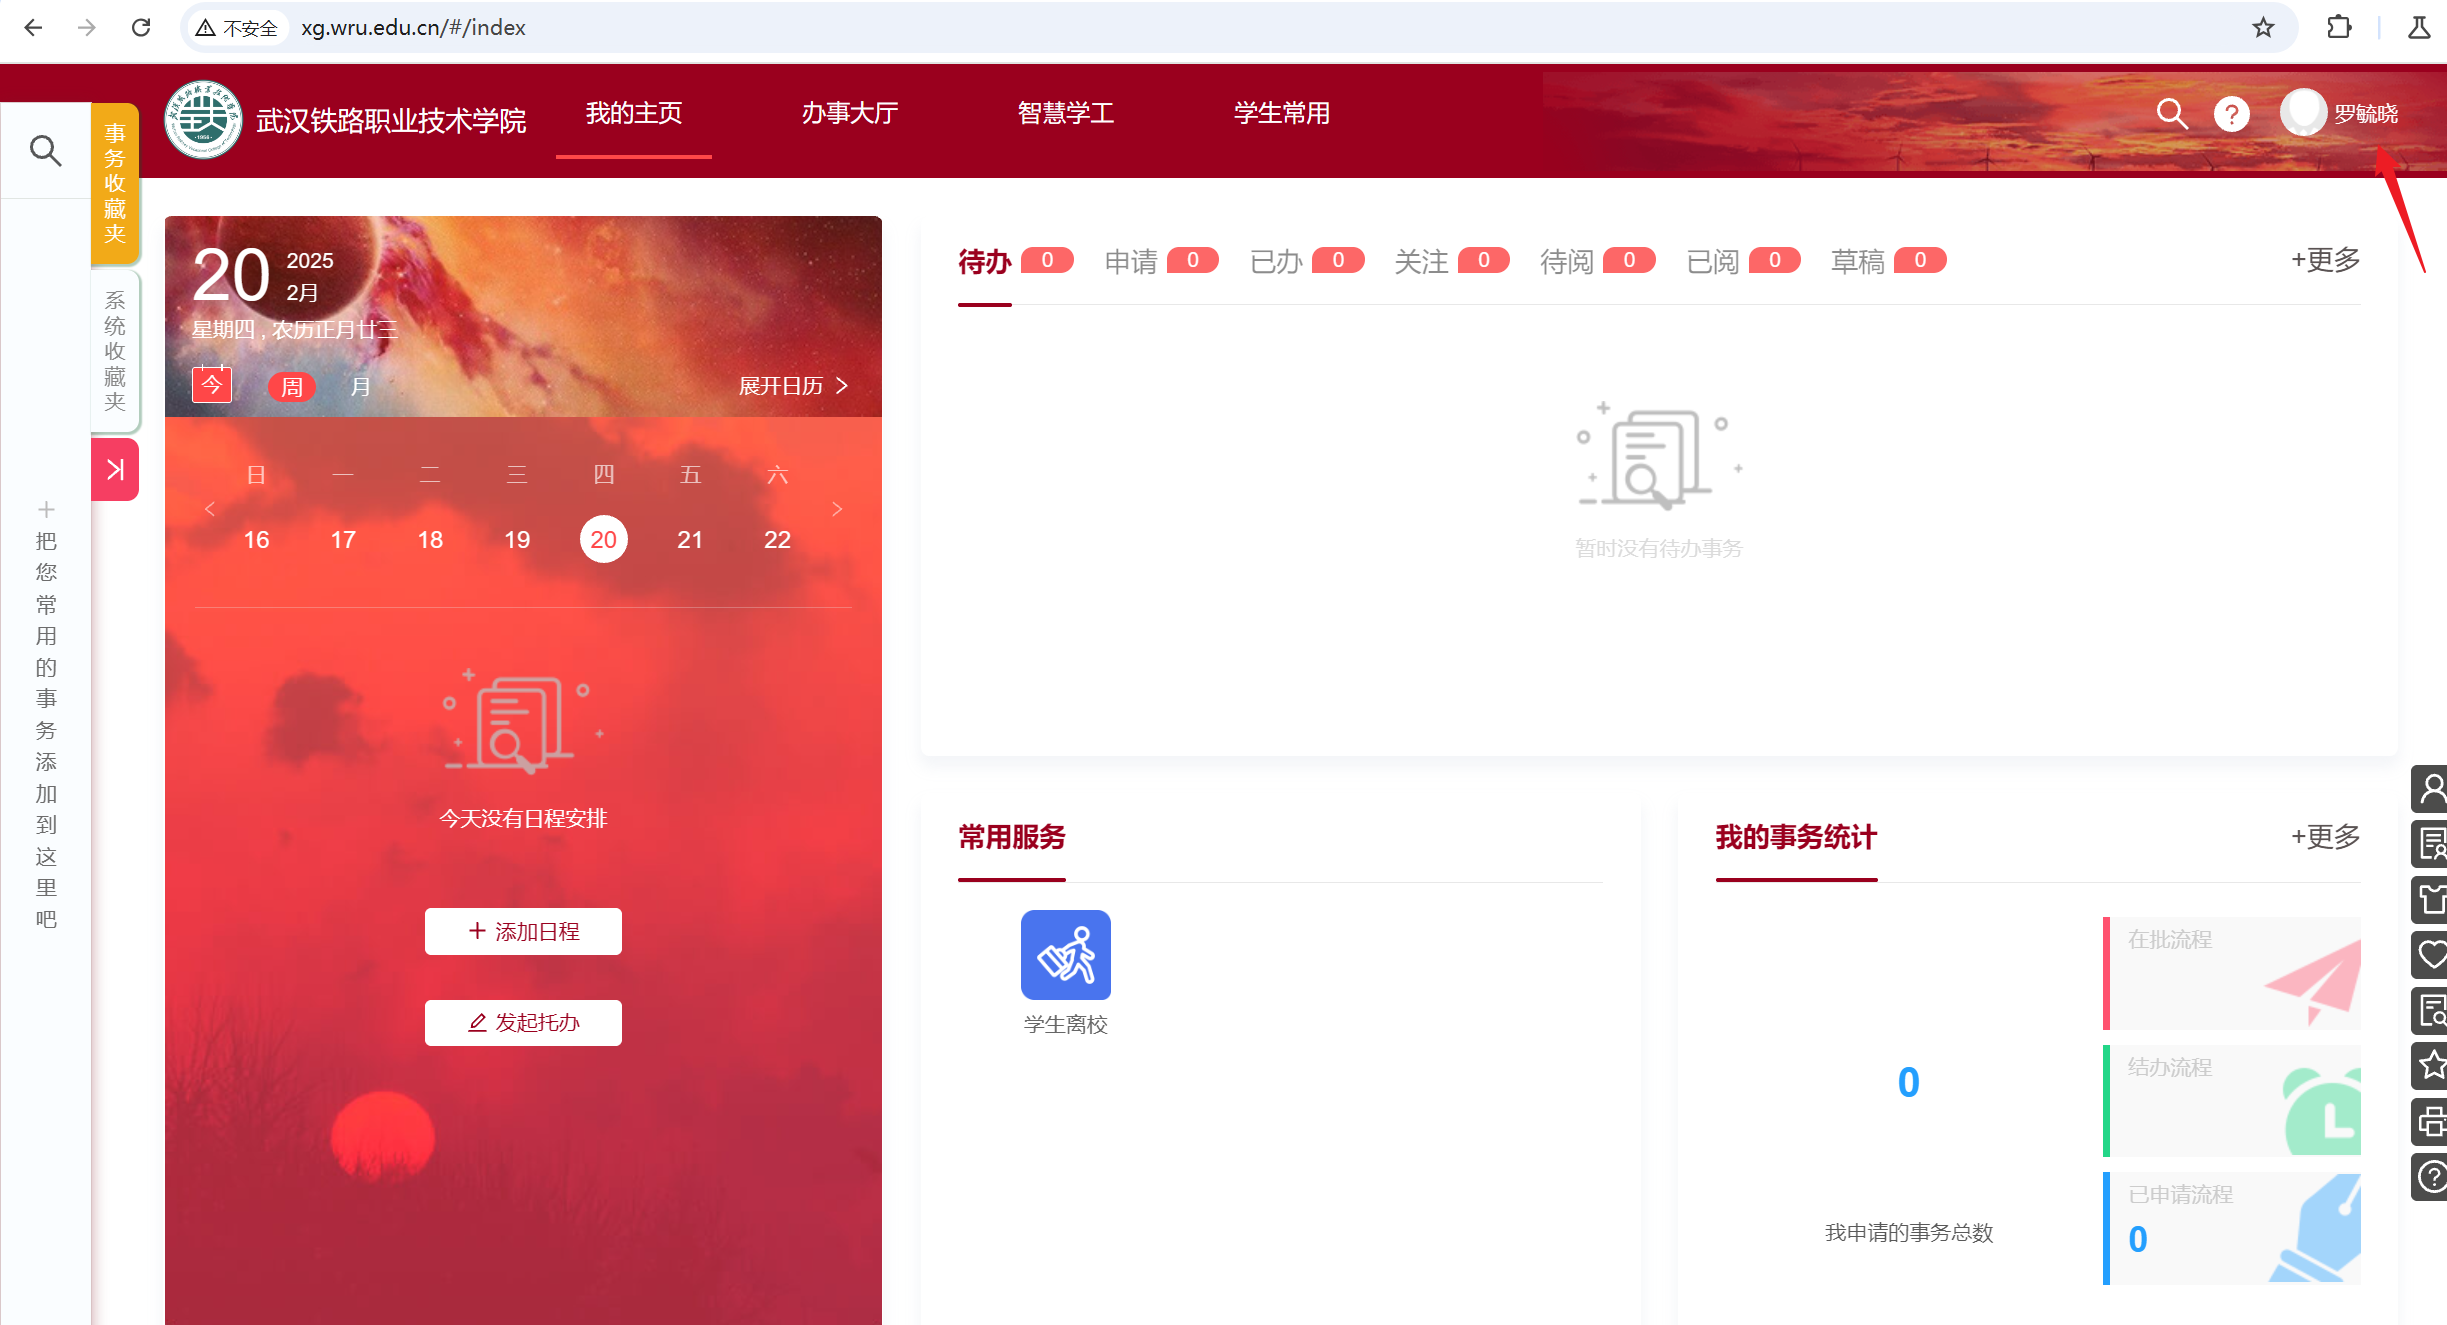 不安全 xg.wru.edu.cn/#/index
武汉铁路职业技术学院 我的主页 办事大厅 智慧学工 学生常用 ? 罗毓晓
事务收藏夹
系统收藏夹
+
把您常用的事务添加到这里吧
20 2025
2月
星期四 , 农历正月廿三
今 周 月 展开日历 >
日 一 二 三 四 五 六
< >
16 17 18 19 20 21 22
今天没有日程安排
+ 添加日程
发起托办
待办 0 申请 0 已办 0 关注 0 待阅 0 已阅 0 草稿 0 +更多
暂时没有待办事务
常用服务
学生离校
我的事务统计 +更多
0
我申请的事务总数
在批流程
结办流程
已申请流程
0